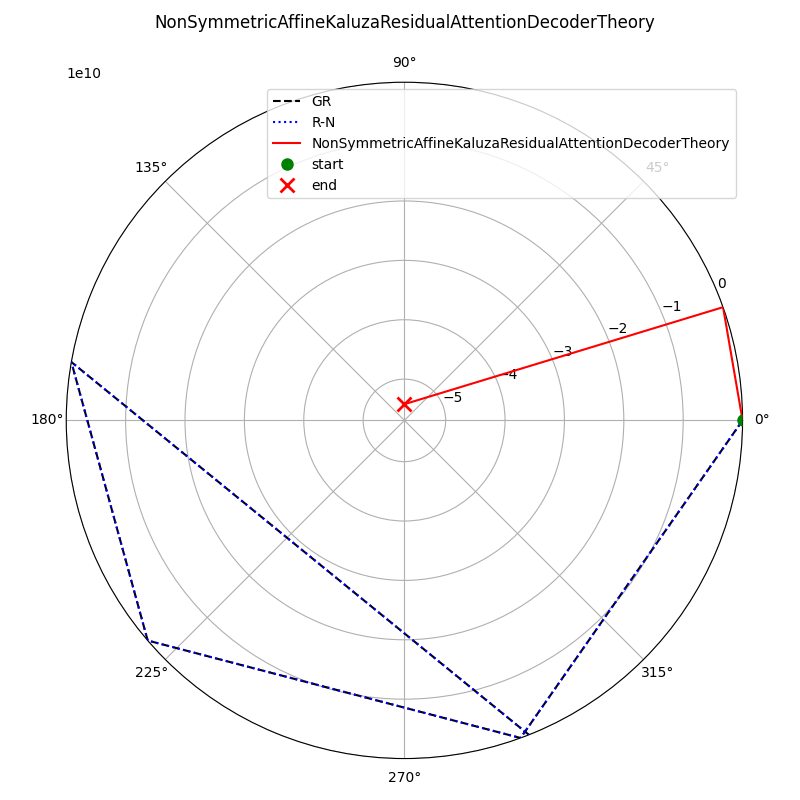 NonSymmetricAffineKaluzaResidualAttentionDecoderTheory
1e10
90°
GR
R-N
NonSymmetricAffineKaluzaResidualAttentionDecoderTheory
start
end
135°
45°
0
−1
−2
−3
−4
−5
180°
0°
225°
315°
270°